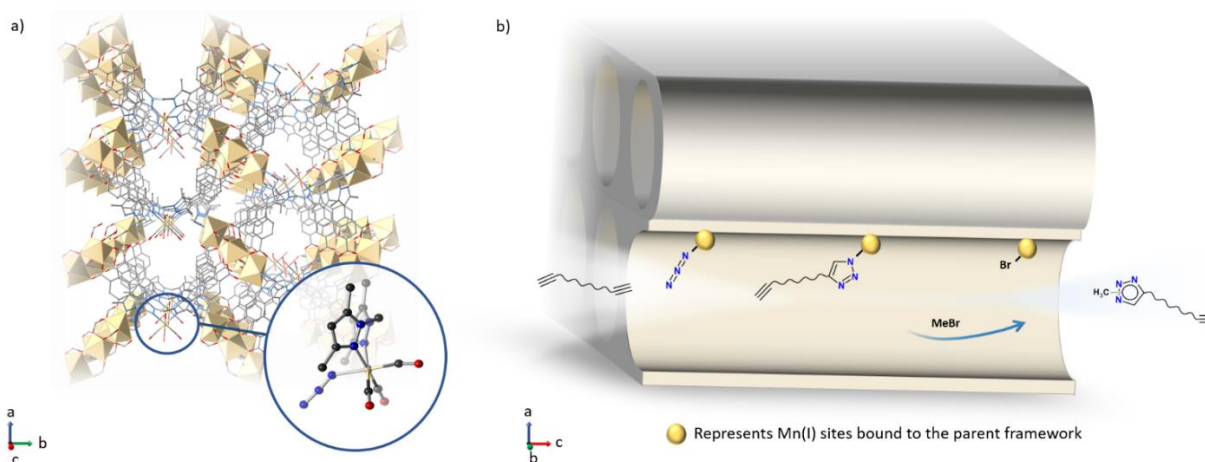 a)
b)
N
N
N
N
N
N
Br
H₃C
N
N
N
MeBr
a
b
c
a
c
b
Represents Mn(I) sites bound to the parent framework